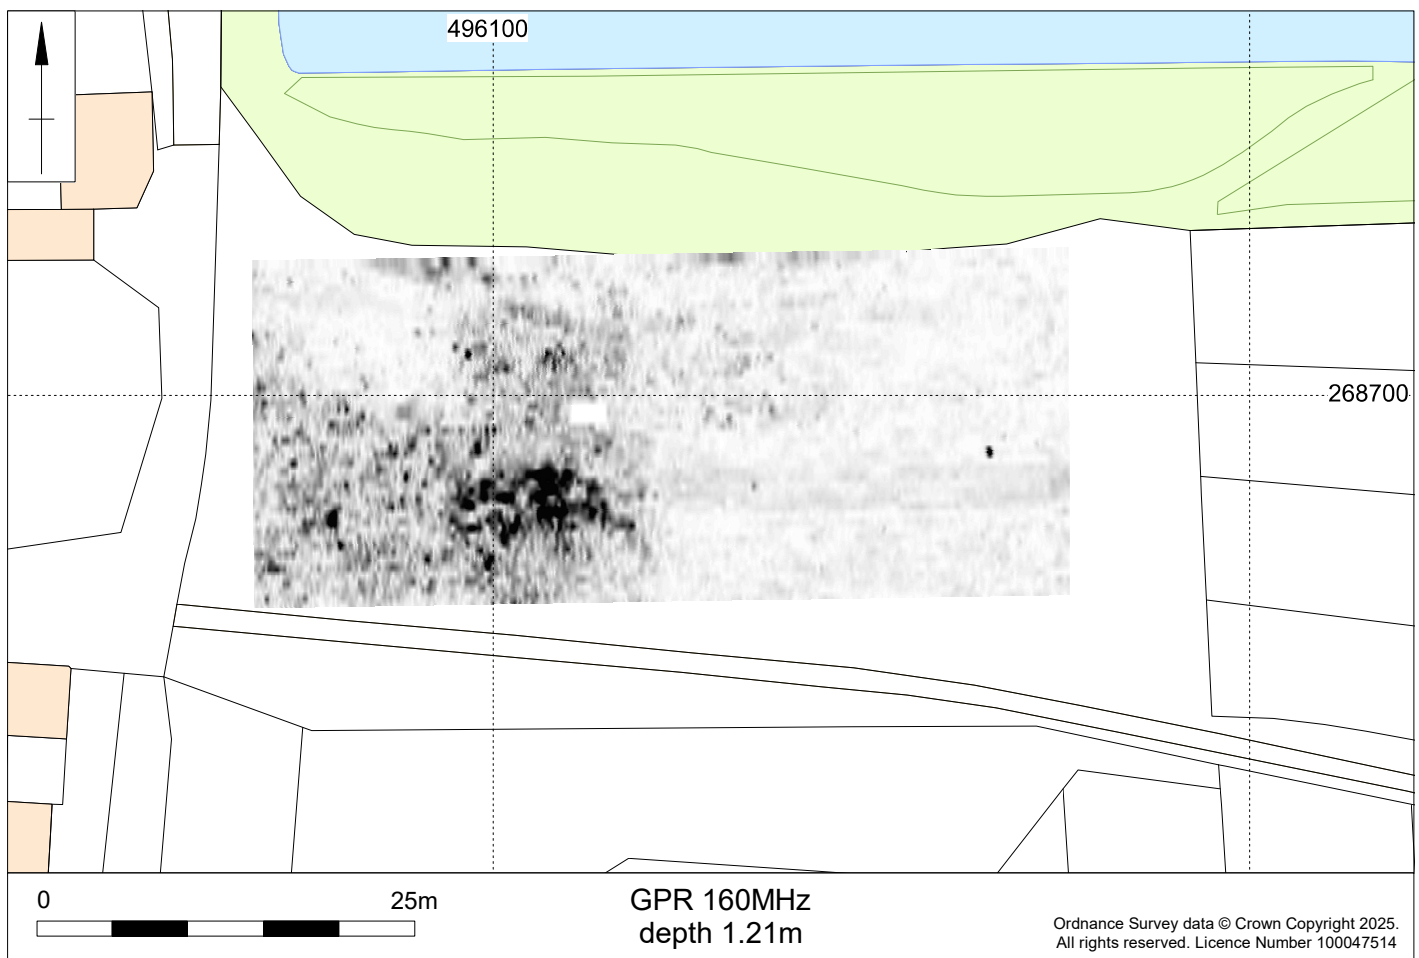 496100
268700
0 25m
GPR 160MHz
depth 1.21m
Ordnance Survey data © Crown Copyright 2025.
All rights reserved. Licence Number 100047514